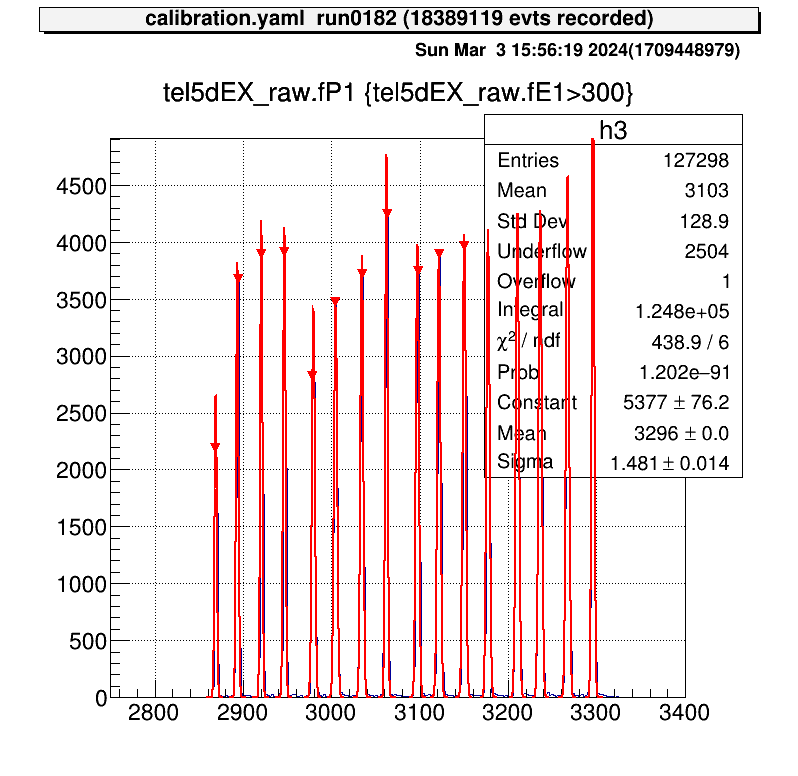 calibration.yaml run0182 (18389119 evts recorded)
Sun Mar 3 15:56:19 2024(1709448979)
tel5dEX_raw.fP1 {tel5dEX_raw.fE1>300}
h3
Entries 127298
Mean 3103
Std Dev 128.9
Underflow 2504
Overflow 1
Integral 1.248e+05
χ² / ndf 438.9 / 6
Prob 1.202e−91
Constant 5377 ± 76.2
Mean 3296 ± 0.0
Sigma 1.481 ± 0.014
4500
4000
3500
3000
2500
2000
1500
1000
500
0
2800 2900 3000 3100 3200 3300 3400